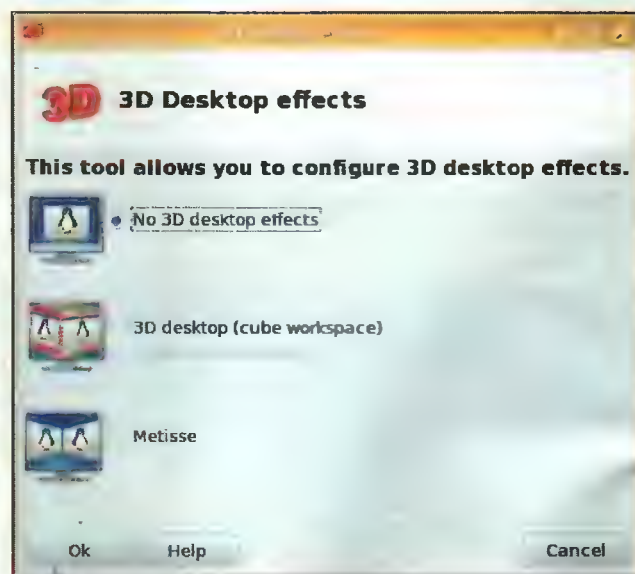 3D 3D Desktop effects
This tool allows you to configure 3D desktop effects.
No 3D desktop effects
3D desktop (cube workspace)
Metisse
Ok Help Cancel